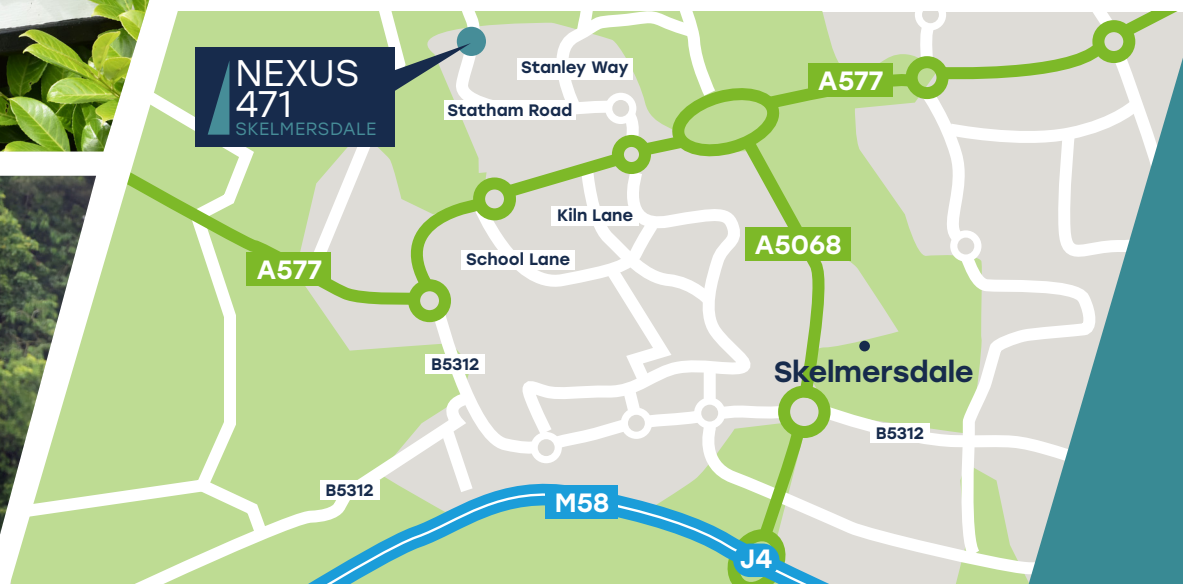 NEXUS
471
SKELMERSDALE
Stanley Way
A577
Statham Road
Kiln Lane
A5068
School Lane
A577
B5312
Skelmersdale
B5312
B5312
M58
J4